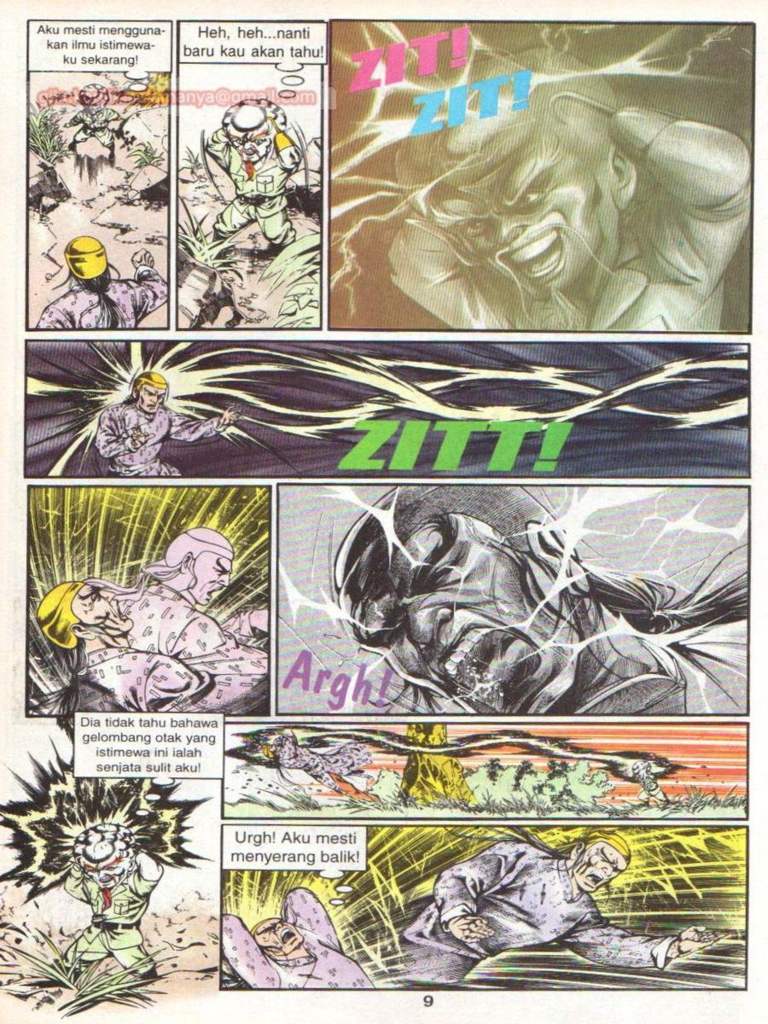 Aku mesti mengguna-
kan ilmu istimewa-
ku sekarang!
Heh, heh...nanti
baru kau akan tahu!
ZIT!
ZIT!
ZITT!
Argh!
Dia tidak tahu bahawa
gelombang otak yang
istimewa ini ialah
senjata sulit aku!
Urgh! Aku mesti
menyerang balik!
9